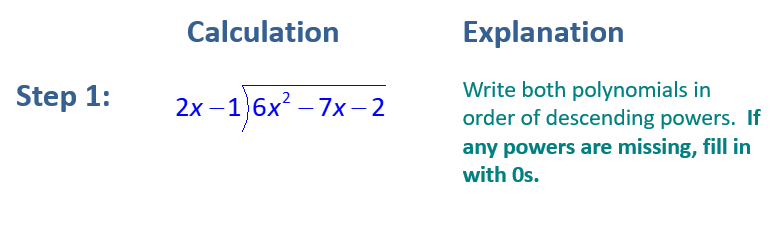 Calculation Explanation
Step 1:
2x − 1)6x² − 7x − 2
Write both polynomials in
order of descending powers. If
any powers are missing, fill in
with 0s.